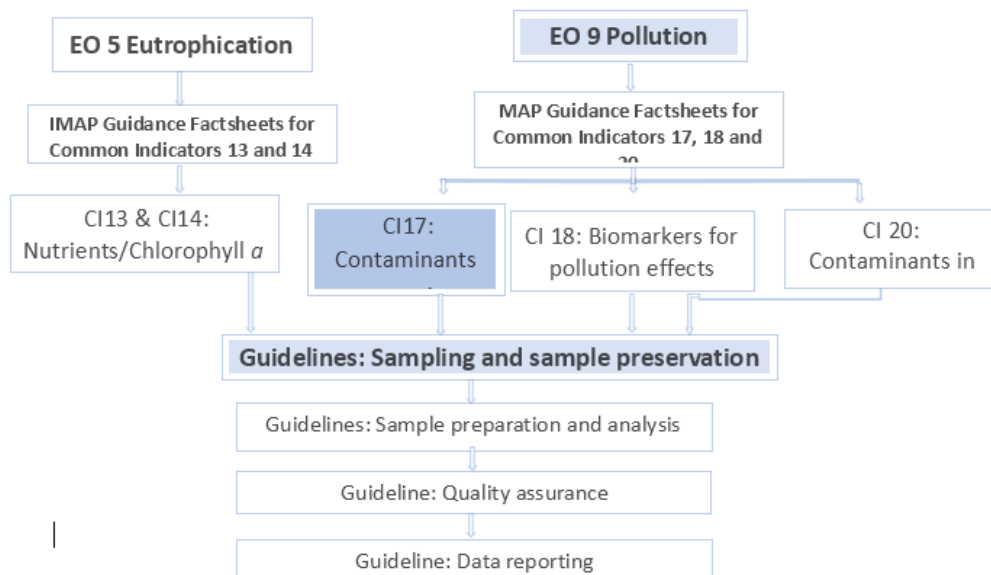 EO 5 Eutrophication
EO 9 Pollution
IMAP Guidance Factsheets for
Common Indicators 13 and 14
MAP Guidance Factsheets for
Common Indicators 17, 18 and
CI13 & CI14:
Nutrients/Chlorophyll a
CI17:
Contaminants
CI 18: Biomarkers for
pollution effects
CI 20:
Contaminants in
Guidelines: Sampling and sample preservation
Guidelines: Sample preparation and analysis
Guideline: Quality assurance
Guideline: Data reporting